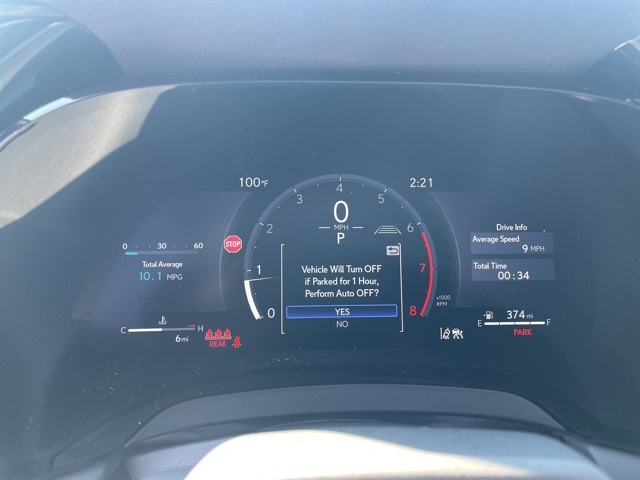 100°F
2:21
0
1
2
3
4
5
6
7
8
x1000
RPM
0
MPH
P
STOP
0 30 60
Total Average
10.1 MPG
Vehicle Will Turn OFF
if Parked for 1 Hour,
Perform Auto OFF?
YES
NO
Drive Info
Average Speed
9 MPH
Total Time
00:34
C H
6 mi
REAR
374 mi
E F
PARK